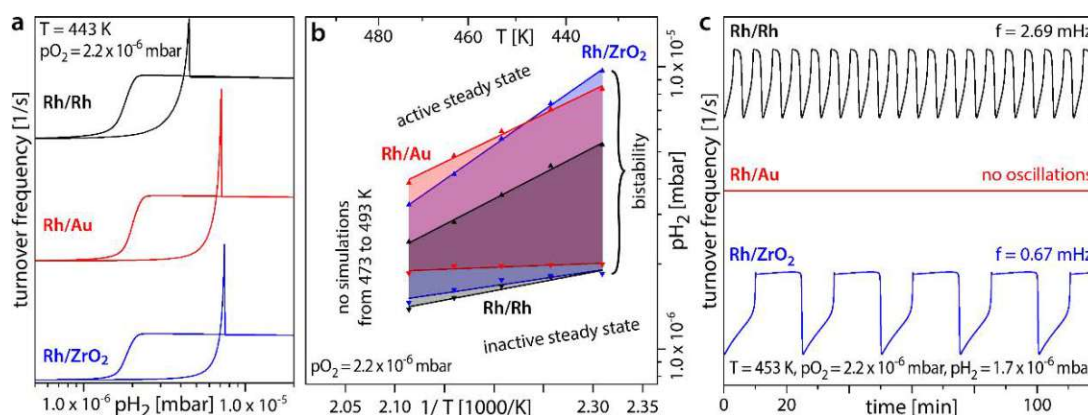 a
T = 443 K
pO₂ = 2.2x10⁻⁶ mbar
Rh/Rh
Rh/Au
Rh/ZrO₂
turnover frequency [1/s]
1.0 x 10⁻⁶
pH₂ [mbar]
1.0 x 10⁻⁵
b
480
460
440
T [K]
Rh/ZrO₂
active steady state
Rh/Au
bistability
no simulations
from 473 to 493 K
Rh/Rh
inactive steady state
pO₂ = 2.2 x 10⁻⁶ mbar
1.0 x 10⁻⁵
pH₂ [mbar]
1.0 x 10⁻⁶
2.05
2.10
2.30
2.35
1/ T [1000/K]
c
Rh/Rh
f = 2.69 mHz
Rh/Au
no oscillations
Rh/ZrO₂
f = 0.67 mHz
T = 453 K, pO₂ = 2.2 x 10⁻⁶ mbar, pH₂ = 1.7 x 10⁻⁶ mbar
turnover frequency [1/s]
0
20
40
60
80
100
time [min]